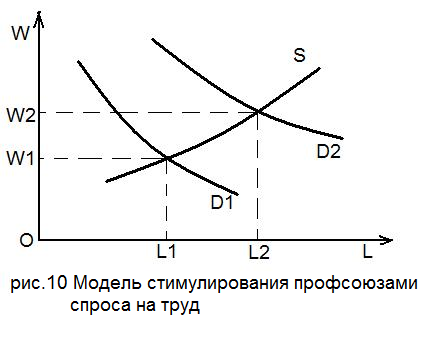 W
S
W2
W1
D2
D1
O
L1
L2
L
рис.10 Модель стимулирования профсоюзами
спроса на труд